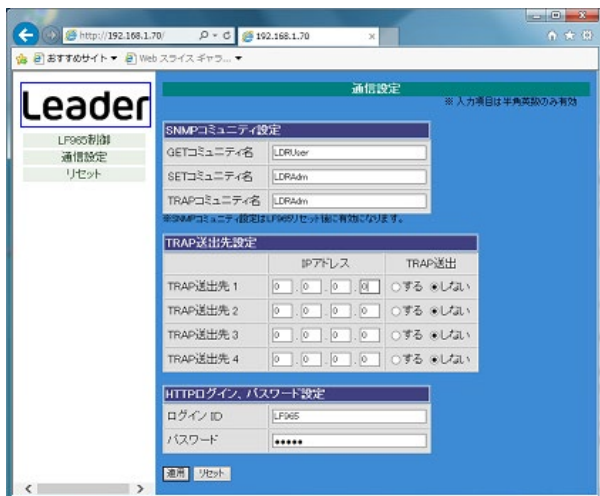 http://192.168.1.70/
192.168.1.70
おすすめサイト ▼ Web スライス ギャラ... ▼
Leader
LF965制御
通信設定
リセット
通信設定
※ 入力項目は半角英数のみ有効
SNMPコミュニティ設定
GETコミュニティ名 LDRUser
SETコミュニティ名 LDRAdm
TRAPコミュニティ名 LDRAdm
※SNMPコミュニティ設定はLF965リセット後に有効になります。
TRAP送出先設定
IPアドレス TRAP送出
TRAP送出先 1 0 . 0 . 0 . 0 ○する ●しない
TRAP送出先 2 0 . 0 . 0 . 0 ○する ●しない
TRAP送出先 3 0 . 0 . 0 . 0 ○する ●しない
TRAP送出先 4 0 . 0 . 0 . 0 ○する ●しない
HTTPログイン、パスワード設定
ログイン ID LF965
パスワード ●●●●●
適用 リセット